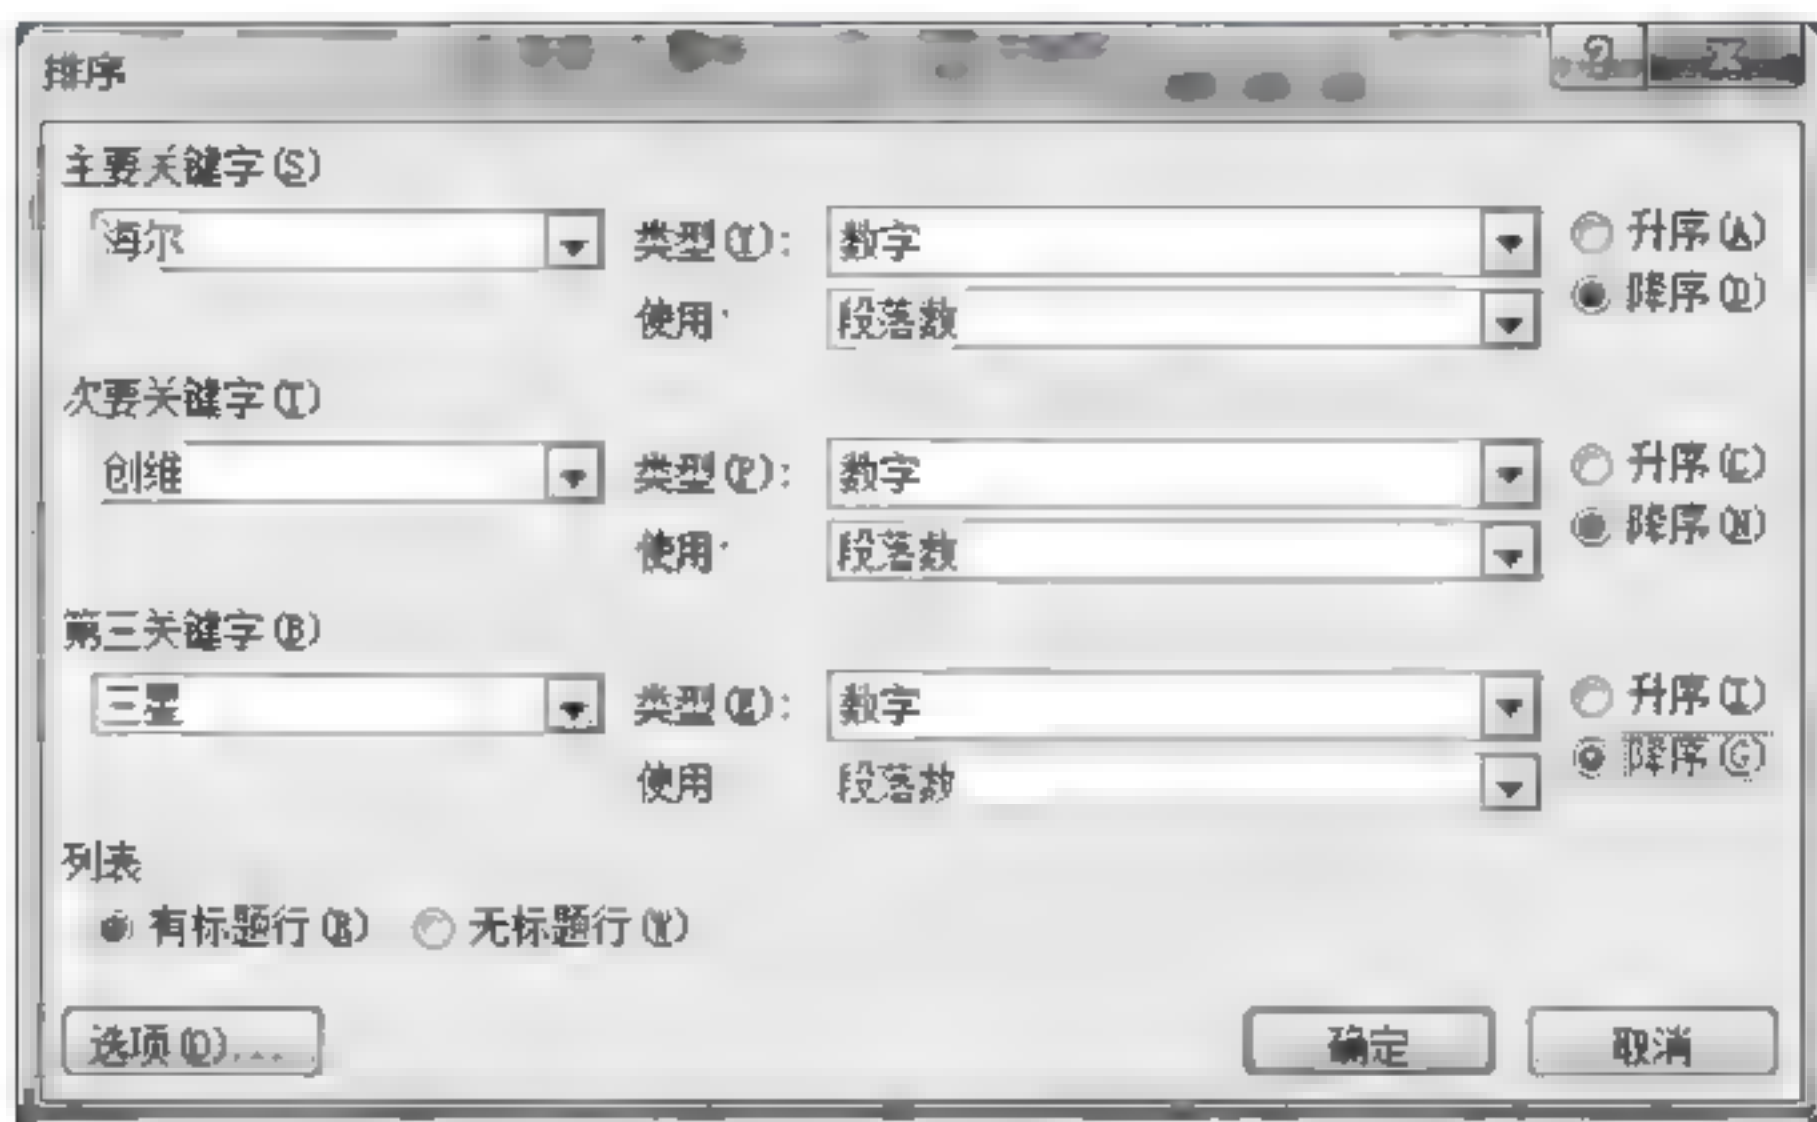 排序
主要关键字(S)
海尔 类型(Y): 数字 升序(A)
降序(D)
使用: 段落数
次要关键字(T)
创维 类型(P): 数字 升序(C)
降序(N)
使用: 段落数
第三关键字(B)
三星 类型(E): 数字 升序(I)
降序(G)
使用 段落数
列表
有标题行(R) 无标题行(W)
选项(O)... 确定 取消